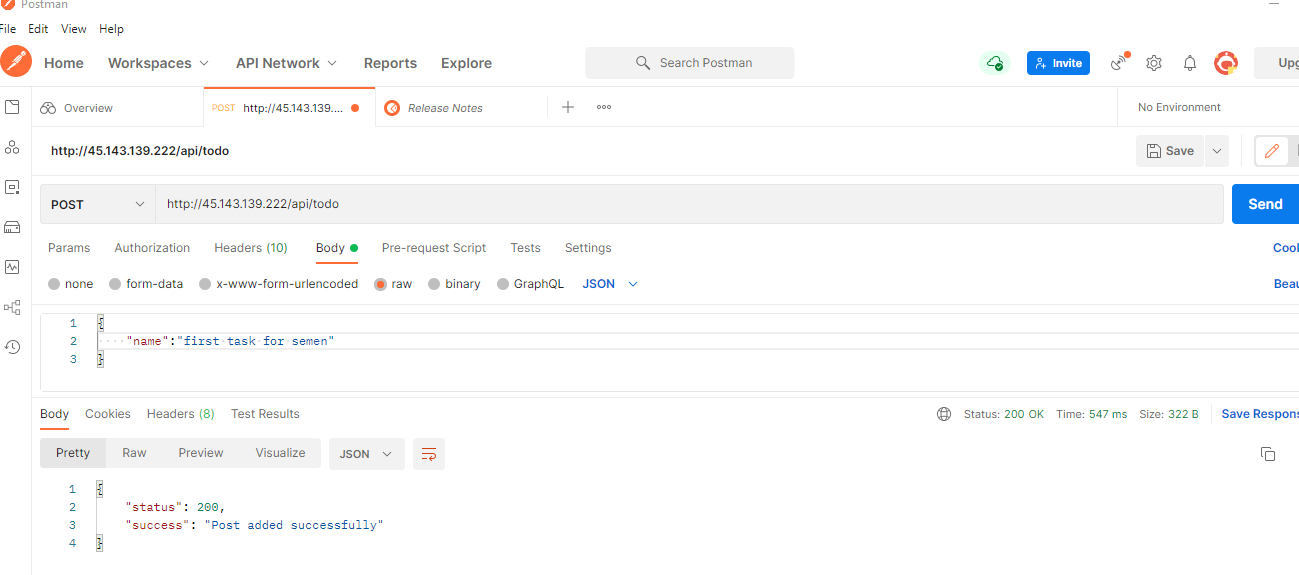 Postman
File Edit View Help
Home Workspaces API Network Reports Explore Search Postman Invite
Overview POST http://45.143.139.... Release Notes No Environment
http://45.143.139.222/api/todo Save
POST http://45.143.139.222/api/todo Send
Params Authorization Headers (10) Body Pre-request Script Tests Settings
none form-data x-www-form-urlencoded raw binary GraphQL JSON
1 {
2 "name":"first task for semen"
3 }
Body Cookies Headers (8) Test Results Status: 200 OK Time: 547 ms Size: 322 B Save Respons
Pretty Raw Preview Visualize JSON
1 {
2 "status": 200,
3 "success": "Post added successfully"
4 }